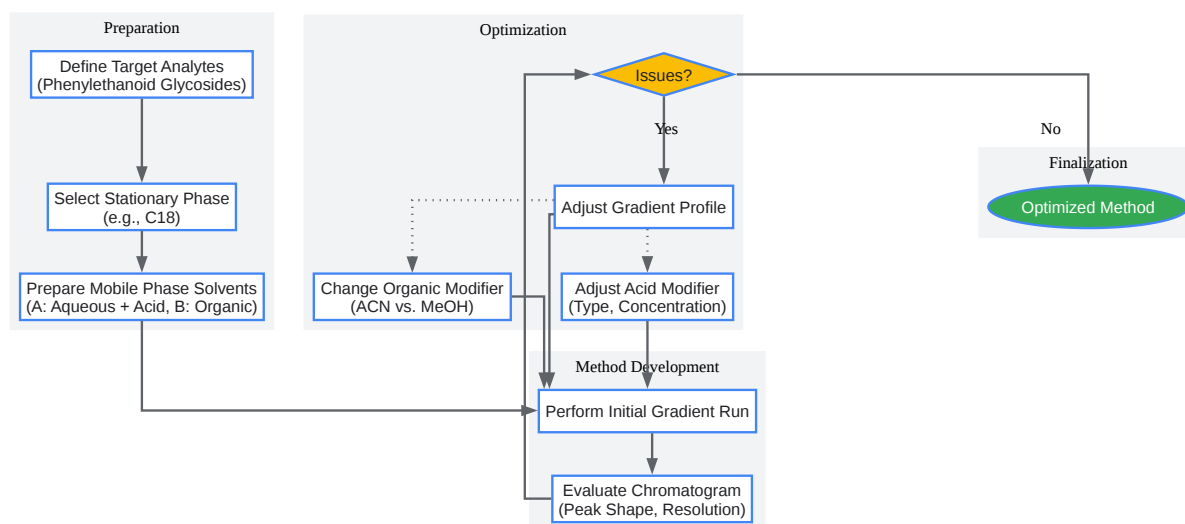 Preparation
Define Target Analytes
(Phenylethanoid Glycosides)
Select Stationary Phase
(e.g., C18)
Prepare Mobile Phase Solvents
(A: Aqueous + Acid, B: Organic)
Optimization
Issues?
Yes
No
Adjust Gradient Profile
Change Organic Modifier
(ACN vs. MeOH)
Adjust Acid Modifier
(Type, Concentration)
Method Development
Perform Initial Gradient Run
Evaluate Chromatogram
(Peak Shape, Resolution)
Finalization
Optimized Method